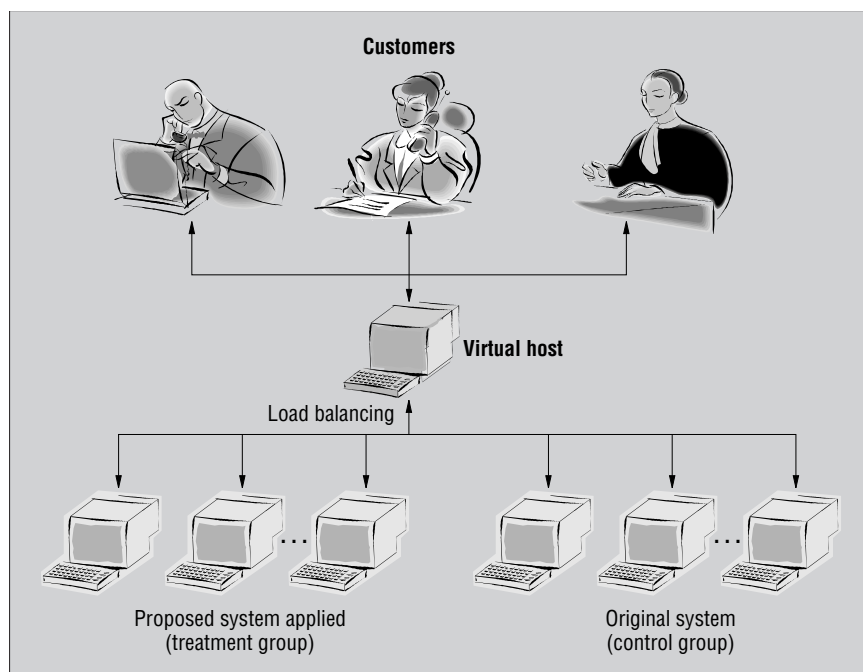 Customers
Virtual host
Load balancing
...
...
Proposed system applied
(treatment group)
Original system
(control group)